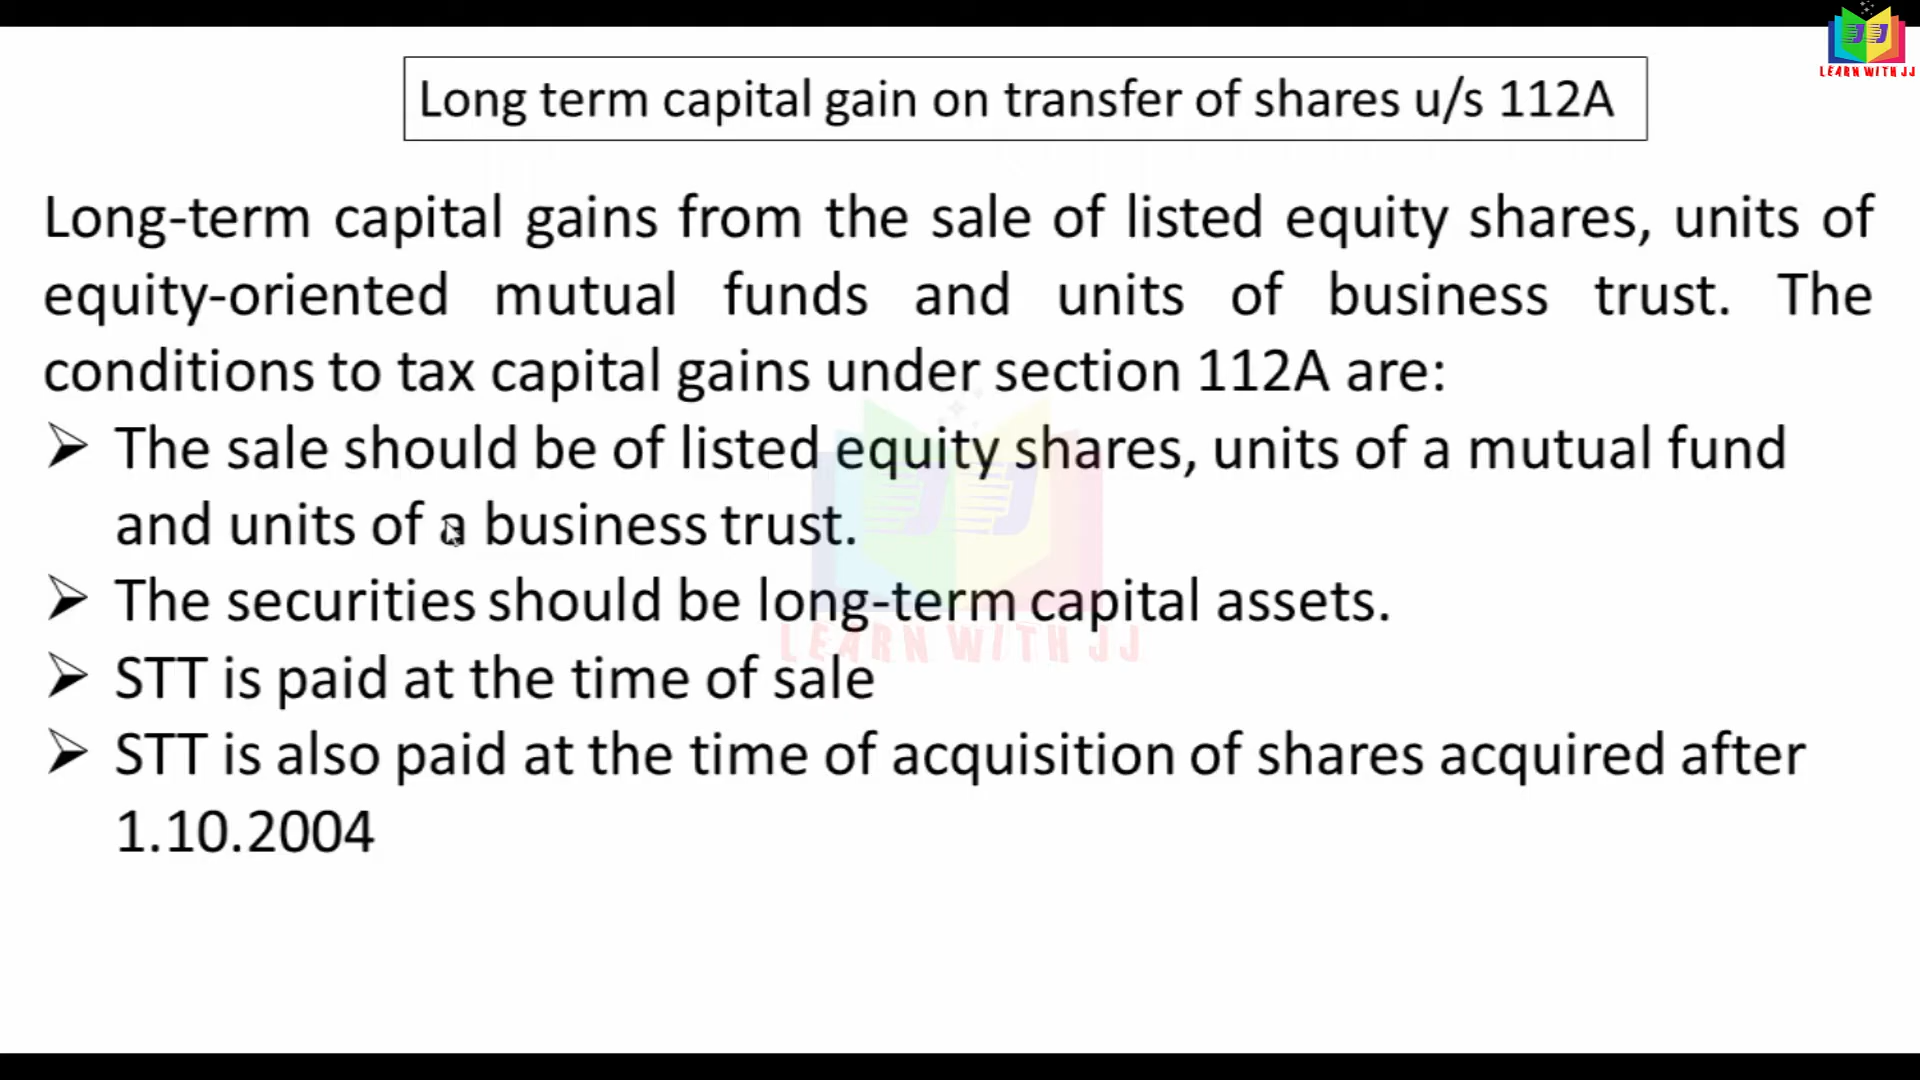 LEARN WITH JJ
Long term capital gain on transfer of shares u/s 112A
Long-term capital gains from the sale of listed equity shares, units of
equity-oriented mutual funds and units of business trust. The
conditions to tax capital gains under section 112A are:
➢ The sale should be of listed equity shares, units of a mutual fund
and units of a business trust.
➢ The securities should be long-term capital assets.
LEARN WITH JJ
➢ STT is paid at the time of sale
➢ STT is also paid at the time of acquisition of shares acquired after
1.10.2004